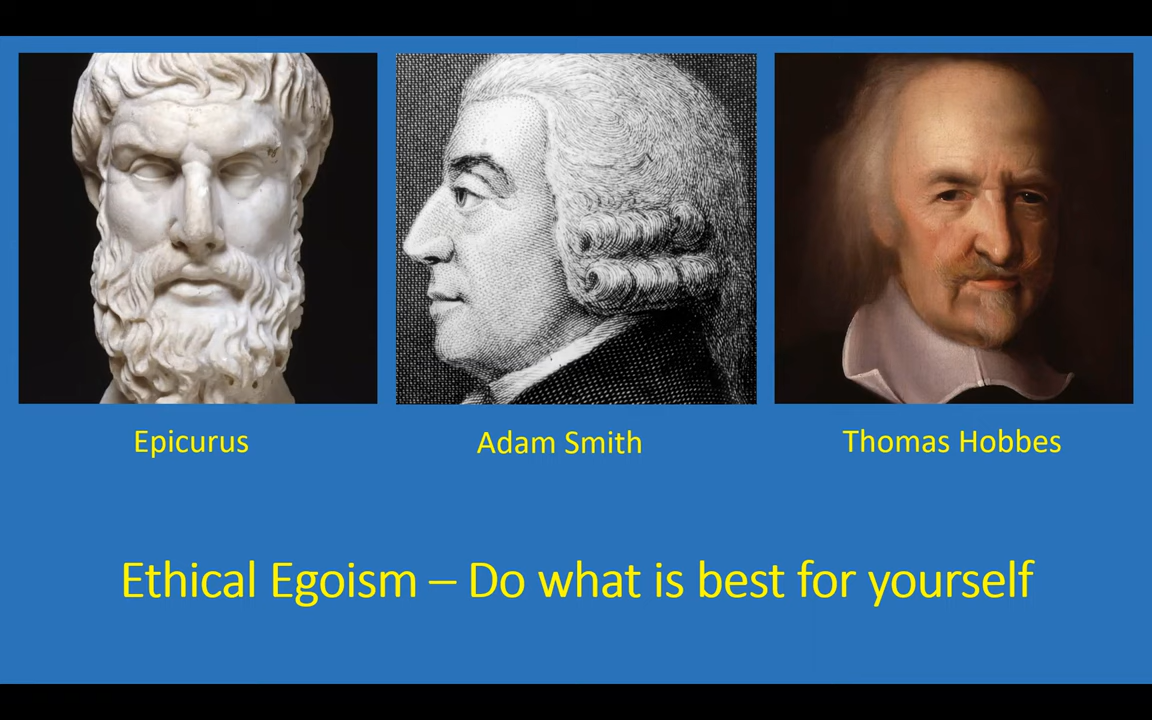 Epicurus
Adam Smith
Thomas Hobbes
Ethical Egoism – Do what is best for yourself